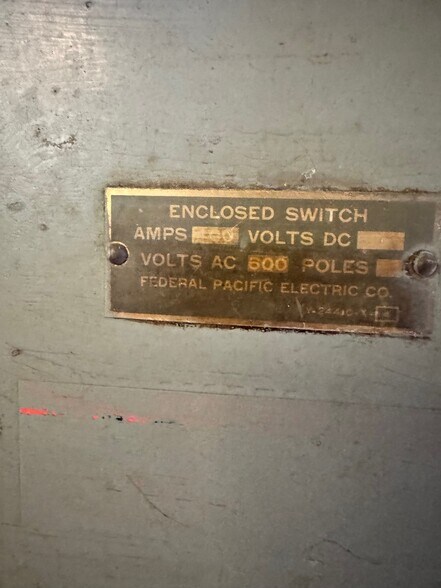 ENCLOSED SWITCH
AMPS VOLTS DC
VOLTS AC 600 POLES
FEDERAL PACIFIC ELECTRIC CO.